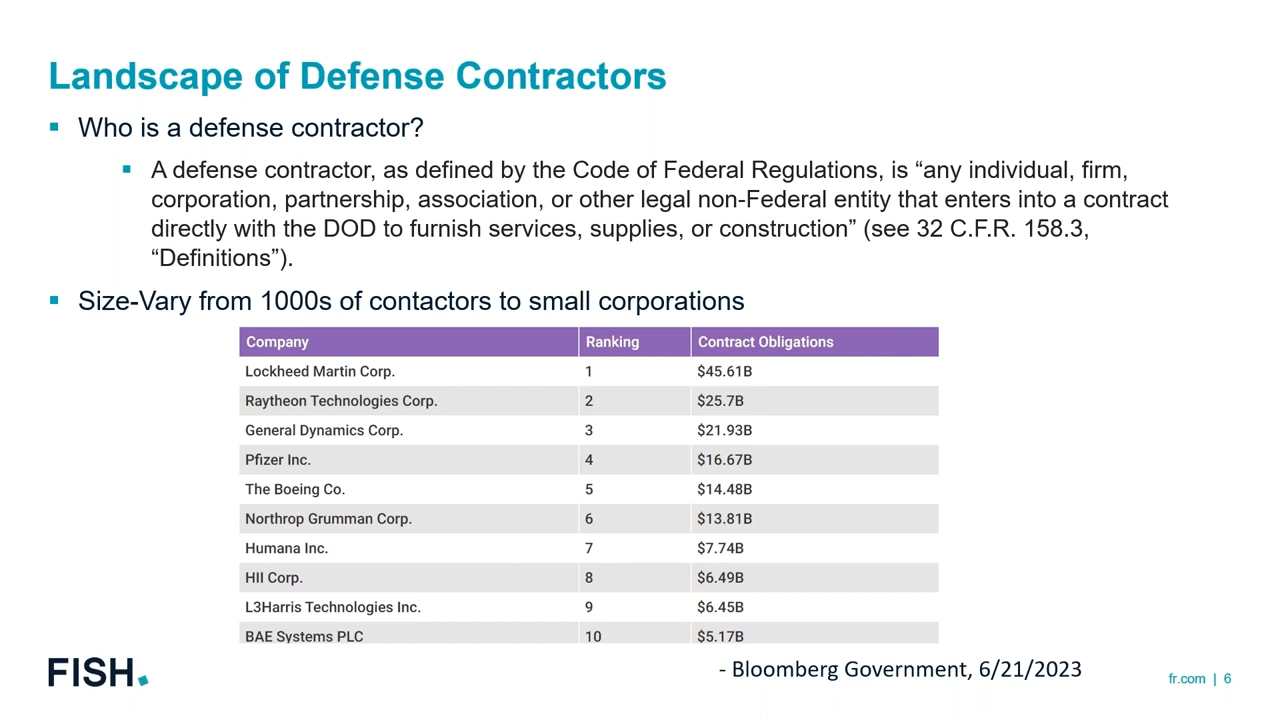 Landscape of Defense Contractors
▪ Who is a defense contractor?
▪ A defense contractor, as defined by the Code of Federal Regulations, is “any individual, firm,
corporation, partnership, association, or other legal non-Federal entity that enters into a contract
directly with the DOD to furnish services, supplies, or construction” (see 32 C.F.R. 158.3,
“Definitions”).
▪ Size-Vary from 1000s of contactors to small corporations
Company Ranking Contract Obligations
Lockheed Martin Corp. 1 $45.61B
Raytheon Technologies Corp. 2 $25.7B
General Dynamics Corp. 3 $21.93B
Pfizer Inc. 4 $16.67B
The Boeing Co. 5 $14.48B
Northrop Grumman Corp. 6 $13.81B
Humana Inc. 7 $7.74B
HII Corp. 8 $6.49B
L3Harris Technologies Inc. 9 $6.45B
BAE Systems PLC 10 $5.17B
FISH.
- Bloomberg Government, 6/21/2023
fr.com | 6